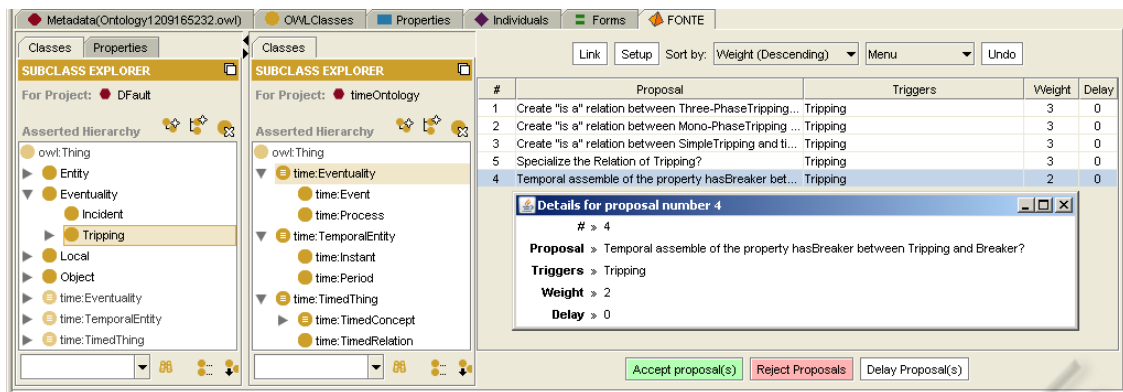 Metadata(Ontology1209165232.owl) OWLClasses Properties Individuals Forms FONTE
Classes Properties
SUBCLASS EXPLORER
For Project: DFault
Asserted Hierarchy
owl:Thing
Entity
Eventuality
Incident
Tripping
Local
Object
time:Eventuality
time:TemporalEntity
time:TimedThing
Classes
SUBCLASS EXPLORER
For Project: timeOntology
Asserted Hierarchy
owl:Thing
time:Eventuality
time:Event
time:Process
time:TemporalEntity
time:Instant
time:Period
time:TimedThing
time:TimedConcept
time:TimedRelation
Link Setup Sort by: Weight (Descending) Menu Undo
# Proposal Triggers Weight Delay
1 Create "is a" relation between Three-PhaseTripping... Tripping 3 0
2 Create "is a" relation between Mono-PhaseTripping ... Tripping 3 0
3 Create "is a" relation between SimpleTripping and ti... Tripping 3 0
5 Specialize the Relation of Tripping? Tripping 3 0
4 Temporal assemble of the property hasBreaker bet... Tripping 2 0
Details for proposal number 4
# » 4
Proposal » Temporal assemble of the property hasBreaker between Tripping and Breaker?
Triggers » Tripping
Weight » 2
Delay » 0
Accept proposal(s) Reject Proposals Delay Proposal(s)